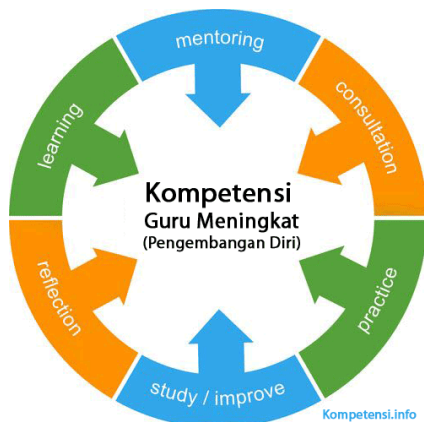 mentoring
consultation
practice
study / improve
reflection
learning
Kompetensi
Guru Meningkat
(Pengembangan Diri)
Kompetensi.info